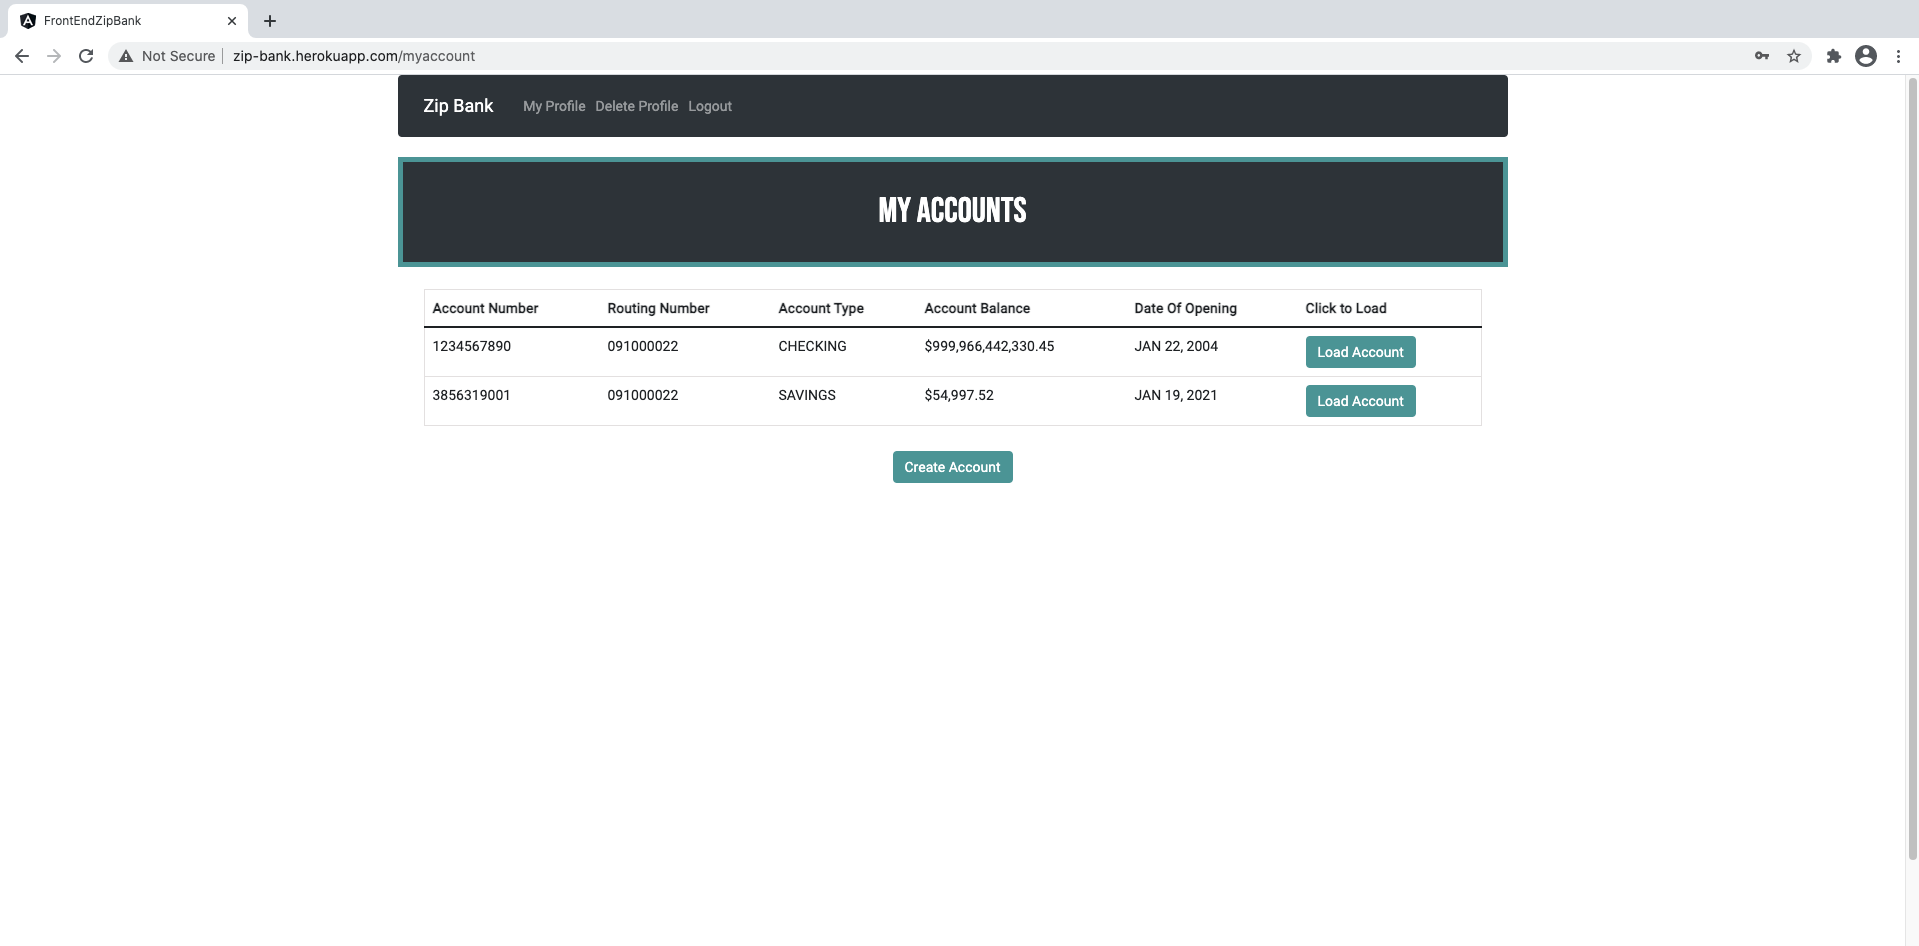 FrontEndZipBank
Not Secure zip-bank.herokuapp.com/myaccount
Zip Bank My Profile Delete Profile Logout
MY ACCOUNTS
Account Number Routing Number Account Type Account Balance Date Of Opening Click to Load
1234567890 091000022 CHECKING $999,966,442,330.45 JAN 22, 2004 Load Account
3856319001 091000022 SAVINGS $54,997.52 JAN 19, 2021 Load Account
Create Account